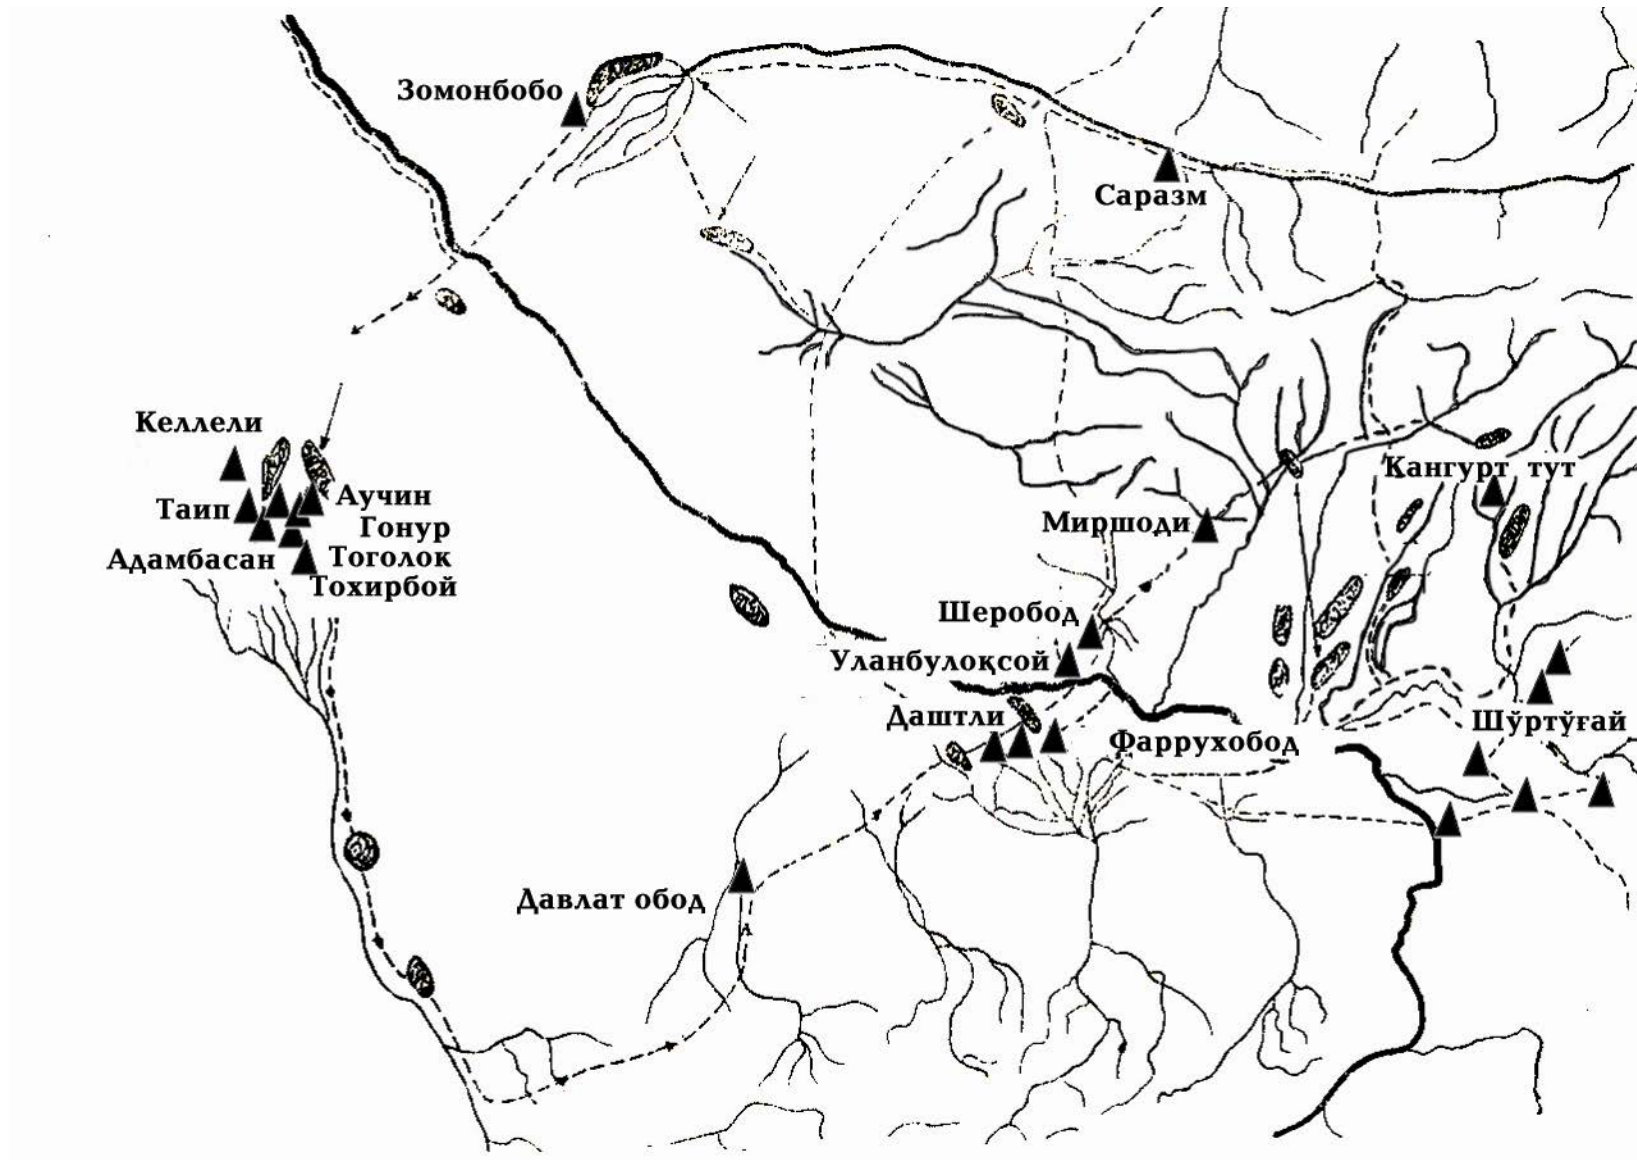 Зомонбобо
Саразм
Келлели
Кангурт тут
Таип
Аучин
Гонур
Миршоди
Адамбасан
Тоголок
Тохирбой
Шеробод
Уланбулоқсой
Даштли
Шўртўғай
Фаррухобод
Давлат обод